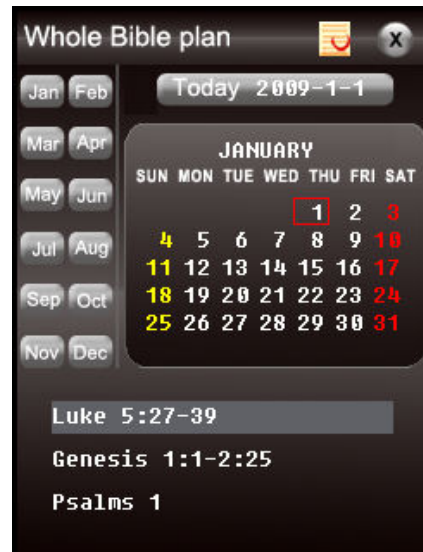 Whole Bible plan X
Jan Feb
Today 2009-1-1
Mar Apr
JANUARY
SUN MON TUE WED THU FRI SAT
May Jun
1 2 3
Jul Aug
4 5 6 7 8 9 10
11 12 13 14 15 16 17
Sep Oct
18 19 20 21 22 23 24
25 26 27 28 29 30 31
Nov Dec
Luke 5:27-39
Genesis 1:1-2:25
Psalms 1